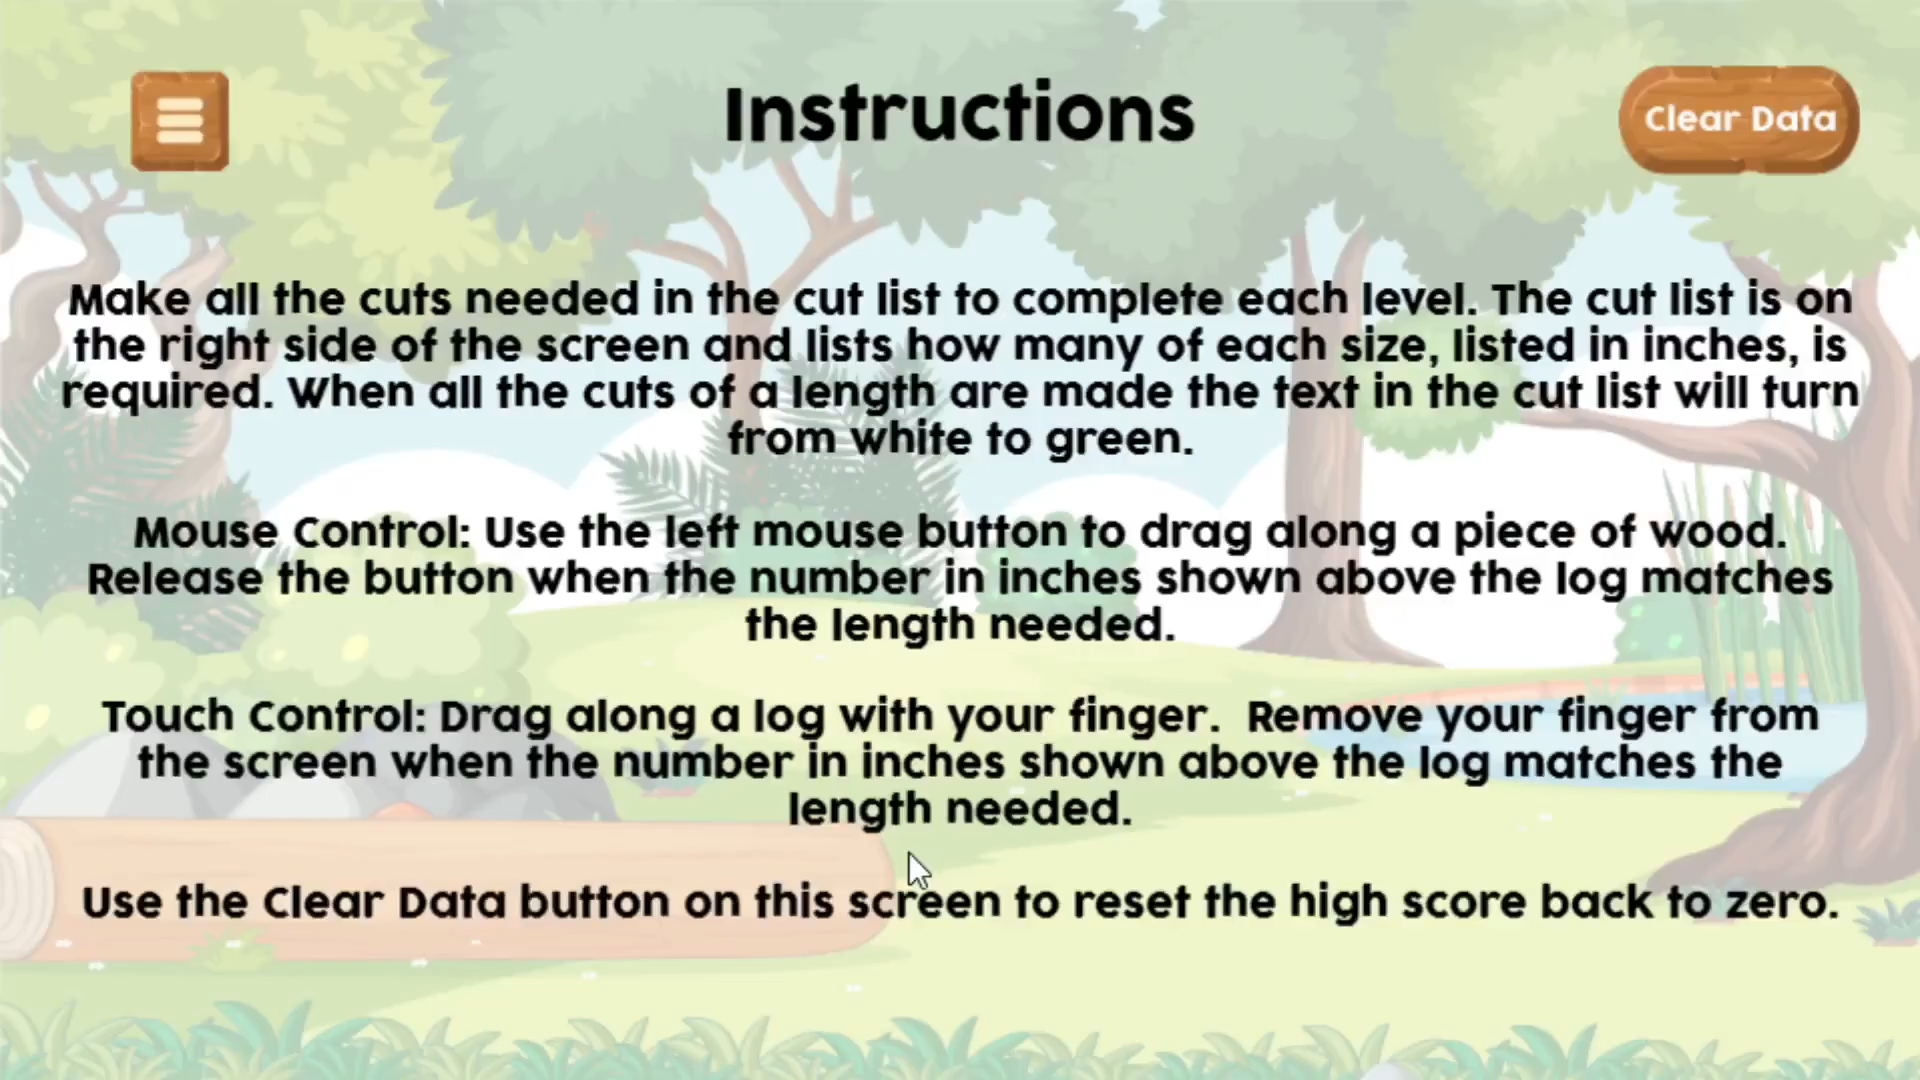 Instructions
Clear Data
Make all the cuts needed in the cut list to complete each level. The cut list is on
the right side of the screen and lists how many of each size, listed in inches, is
required. When all the cuts of a length are made the text in the cut list will turn
from white to green.
Mouse Control: Use the left mouse button to drag along a piece of wood.
Release the button when the number in inches shown above the log matches
the length needed.
Touch Control: Drag along a log with your finger.  Remove your finger from
the screen when the number in inches shown above the log matches the
length needed.
Use the Clear Data button on this screen to reset the high score back to zero.